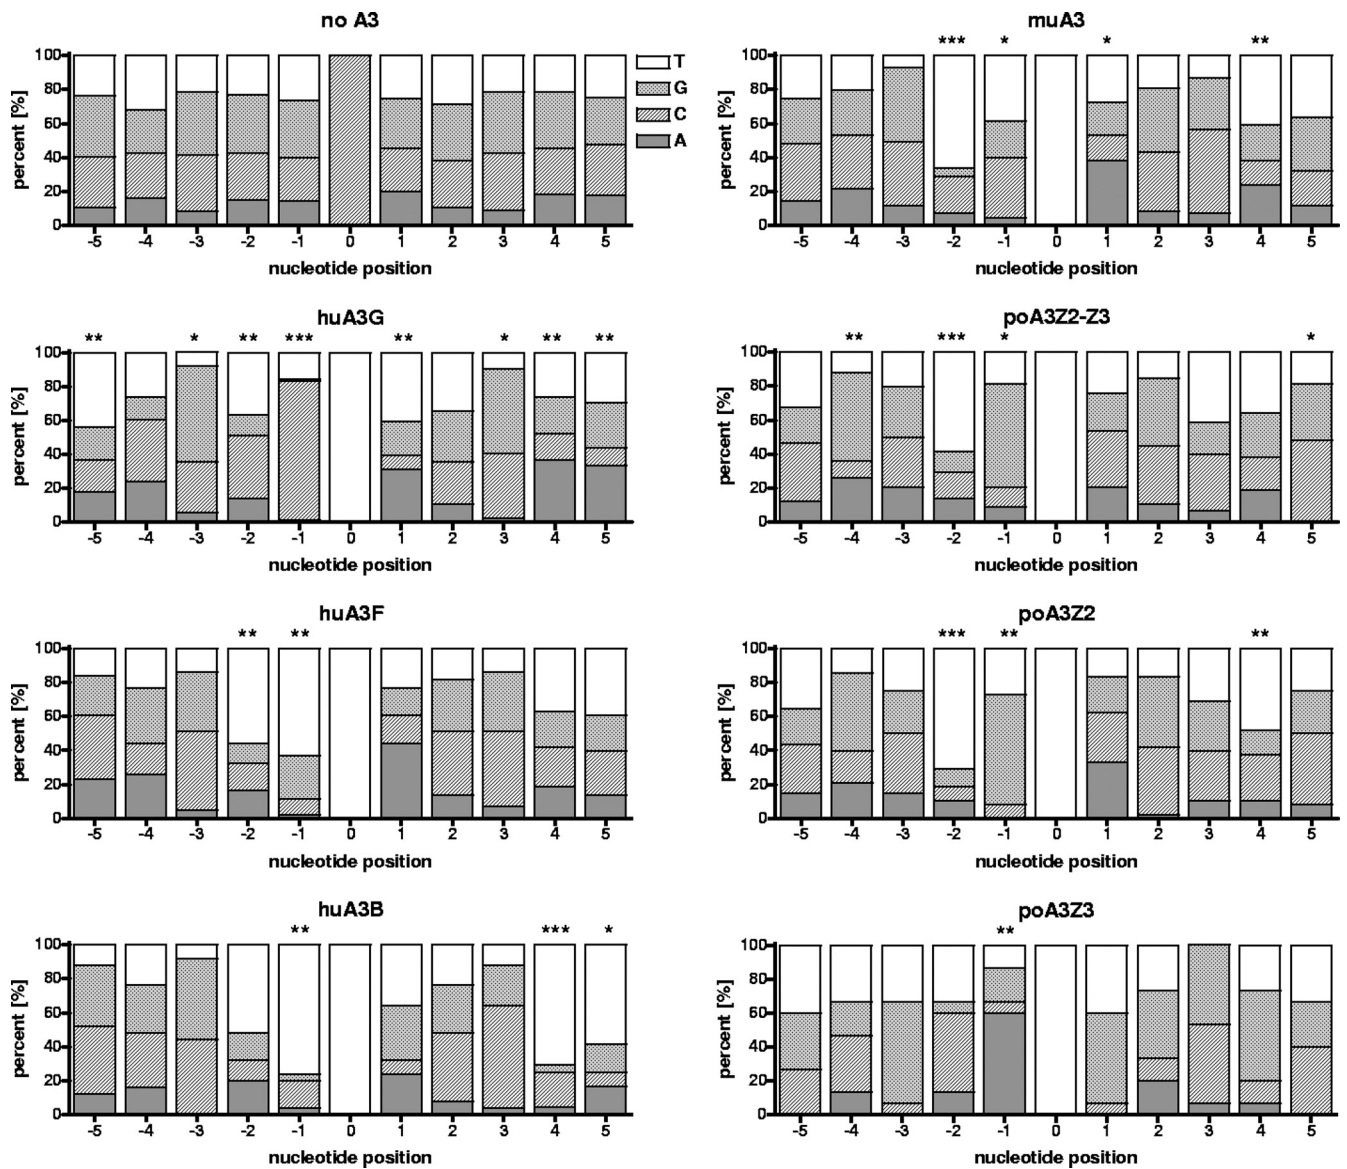 no A3
percent [%]
100
80
60
40
20
0
-5 -4 -3 -2 -1 0 1 2 3 4 5
nucleotide position
T
G
C
A
muA3
*** * * **
percent [%]
100
80
60
40
20
0
-5 -4 -3 -2 -1 0 1 2 3 4 5
nucleotide position
huA3G
** * ** *** ** * ** **
percent [%]
100
80
60
40
20
0
-5 -4 -3 -2 -1 0 1 2 3 4 5
nucleotide position
poA3Z2-Z3
** *** * *
percent [%]
100
80
60
40
20
0
-5 -4 -3 -2 -1 0 1 2 3 4 5
nucleotide position
huA3F
** **
percent [%]
100
80
60
40
20
0
-5 -4 -3 -2 -1 0 1 2 3 4 5
nucleotide position
poA3Z2
*** ** **
percent [%]
100
80
60
40
20
0
-5 -4 -3 -2 -1 0 1 2 3 4 5
nucleotide position
huA3B
** *** *
percent [%]
100
80
60
40
20
0
-5 -4 -3 -2 -1 0 1 2 3 4 5
nucleotide position
poA3Z3
**
percent [%]
100
80
60
40
20
0
-5 -4 -3 -2 -1 0 1 2 3 4 5
nucleotide position